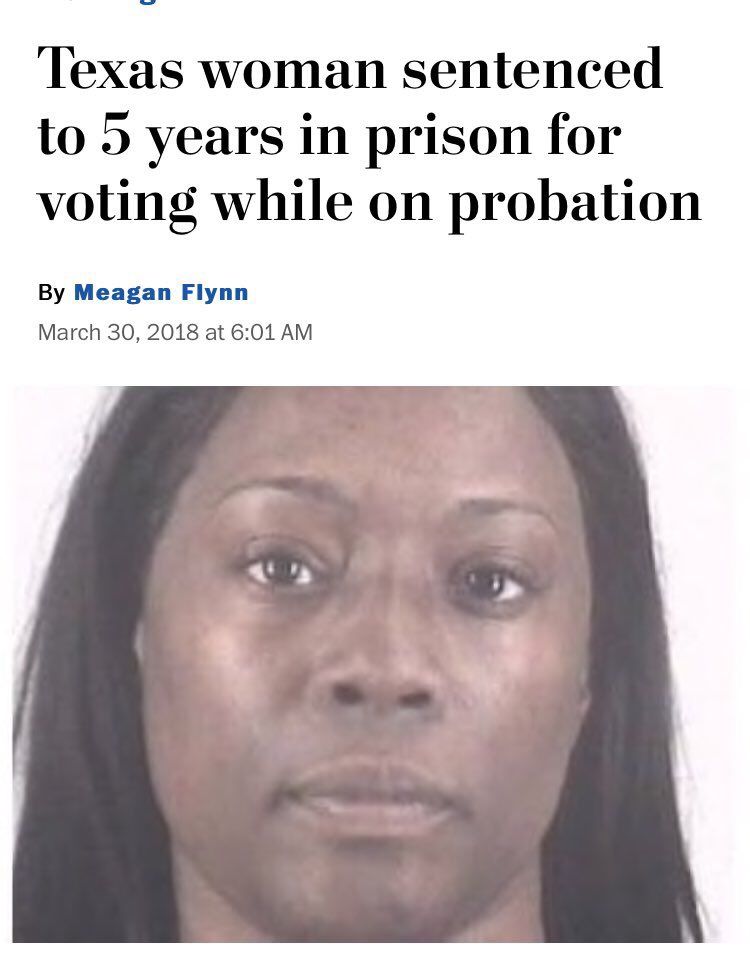 Texas woman sentenced
to 5 years in prison for
voting while on probation
By Meagan Flynn
March 30, 2018 at 6:01 AM